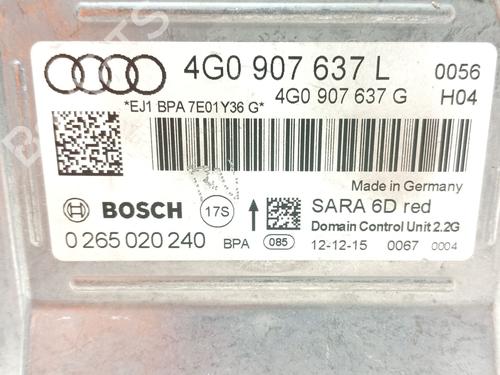 4G0 907 637 L 0056
*EJ1 BPA 7E01Y36 G* 4G0 907 637 G H04
Made in Germany
BOSCH 17S SARA 6D red
Domain Control Unit 2.2G
0 265 020 240 BPA 085 12-12-15 0067 0004